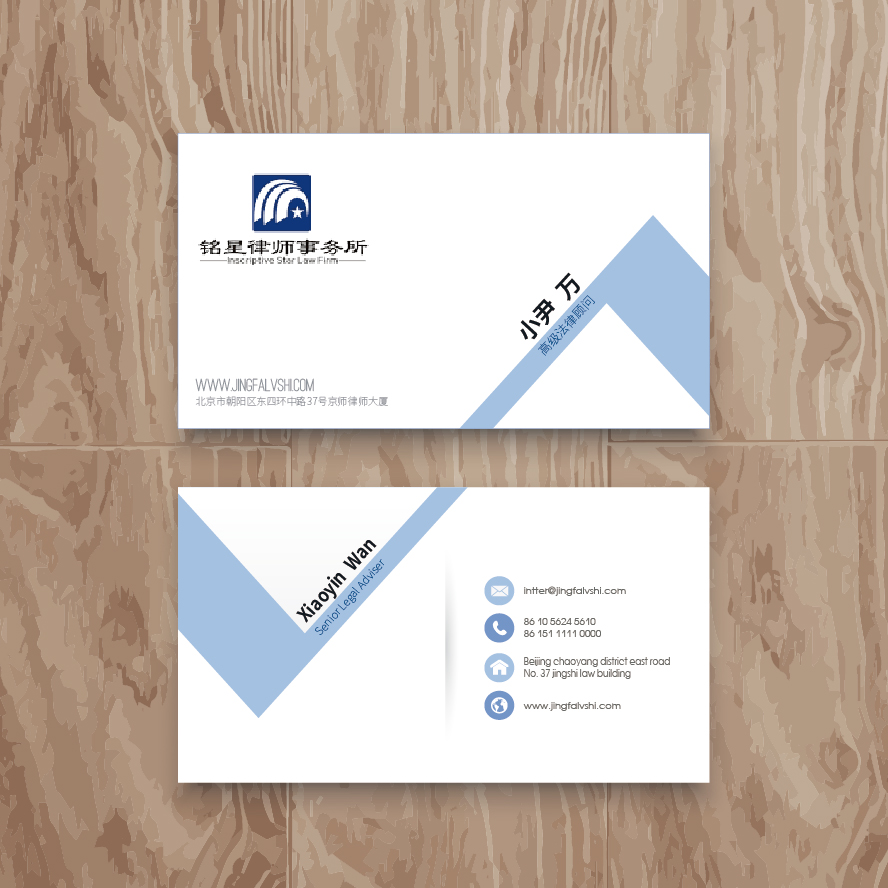 铭星律师事务所
Inscriptive Star Law Firm
小尹 万
高级法律顾问
WWW.JINGFALVSHI.COM
北京市朝阳区东四环中路37号京师律师大厦
Xiaoyin Wan
Senior Legal Adviser
intter@jingfalvshi.com
86 10 5624 5610
86 151 1111 0000
Beijing chaoyang district east road
No. 37 jingshi law building
www.jingfalvshi.com